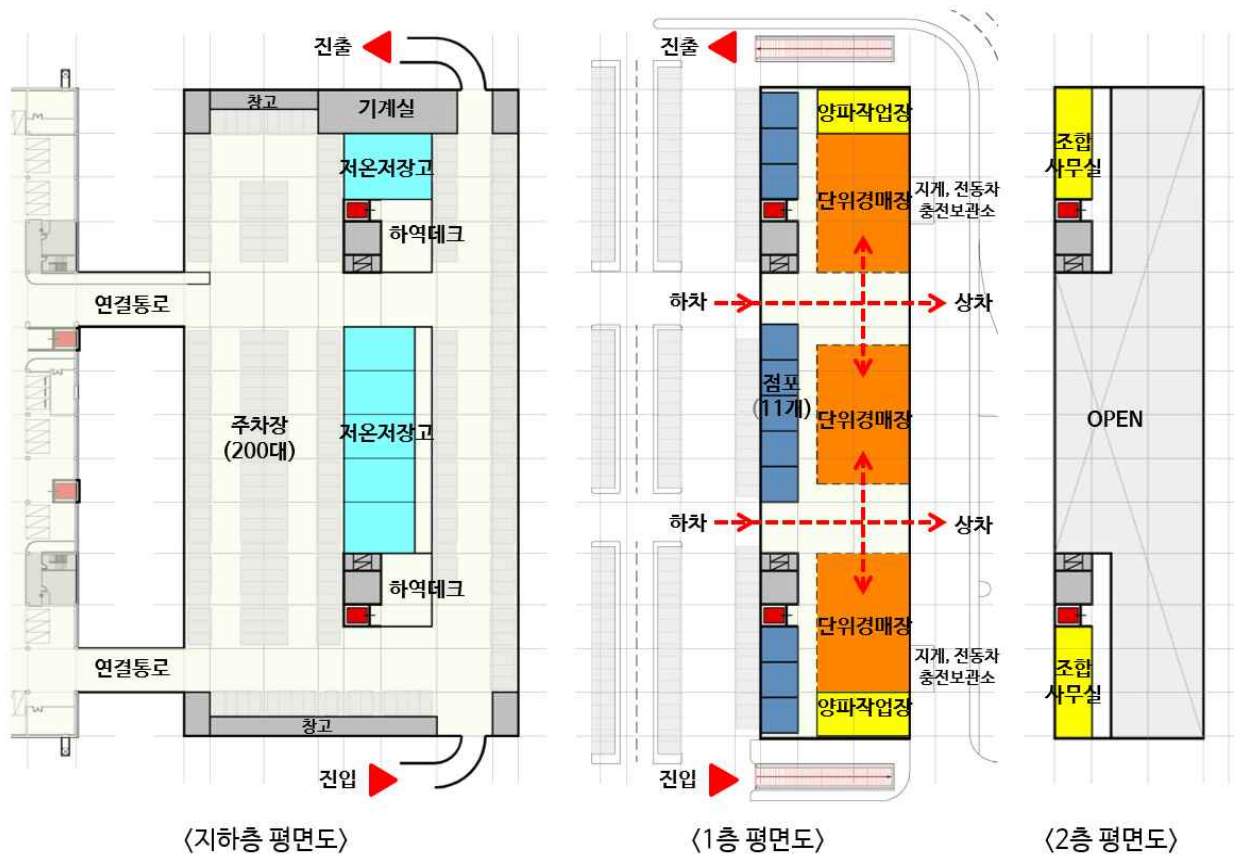 진출
창고
기계실
저온저장고
하역데크
연결통로
주차장
(200대)
저온저장고
하역데크
연결통로
창고
진입
〈지하층 평면도〉
진출
양파작업장
단위경매장
지게, 전동차
충전보관소
하차
상차
점포
(11개)
단위경매장
하차
상차
단위경매장
지게, 전동차
충전보관소
양파작업장
진입
〈1층 평면도〉
조합
사무실
OPEN
조합
사무실
〈2층 평면도〉